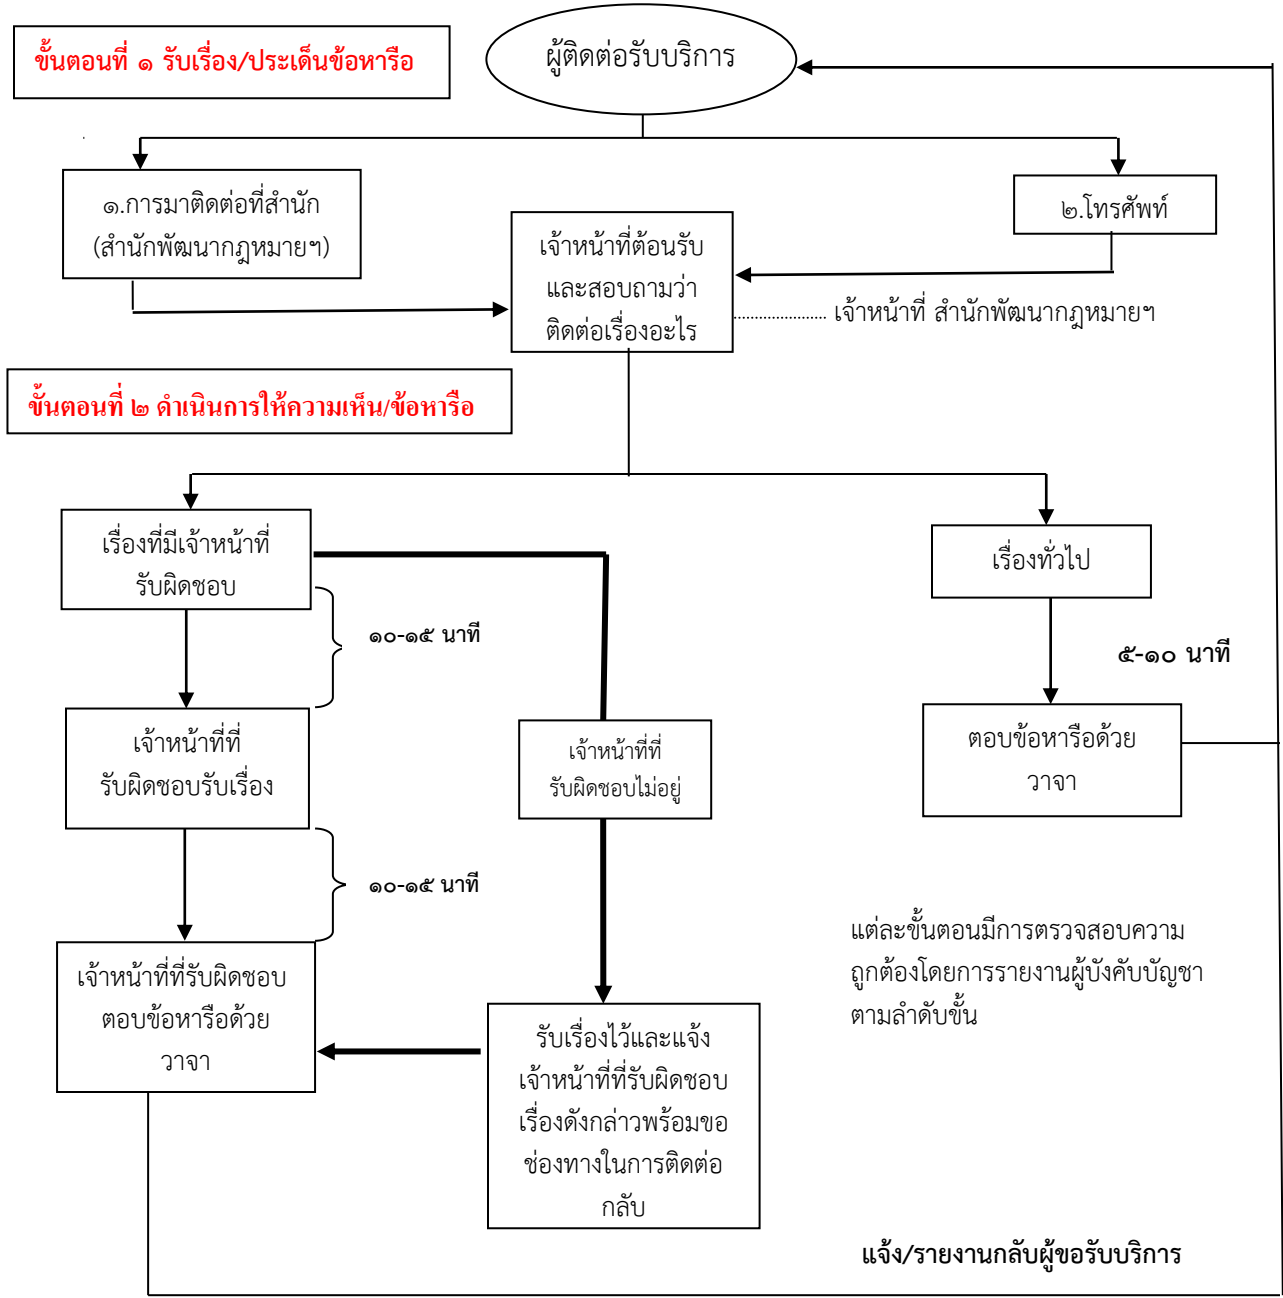 ขั้นตอนที่ ๑ รับเรื่อง/ประเด็นข้อหารือ
ผู้ติดต่อรับบริการ
๑.การมาติดต่อที่สำนัก
(สำนักพัฒนากฎหมายฯ)
๒.โทรศัพท์
เจ้าหน้าที่ต้อนรับ
และสอบถามว่า
ติดต่อเรื่องอะไร
.................... เจ้าหน้าที่ สำนักพัฒนากฎหมายฯ
ขั้นตอนที่ ๒ ดำเนินการให้ความเห็น/ข้อหารือ
เรื่องที่มีเจ้าหน้าที่
รับผิดชอบ
เรื่องทั่วไป
๑๐-๑๕ นาที
๕-๑๐ นาที
เจ้าหน้าที่ที่
รับผิดชอบรับเรื่อง
เจ้าหน้าที่ที่
รับผิดชอบไม่อยู่
ตอบข้อหารือด้วย
วาจา
๑๐-๑๕ นาที
เจ้าหน้าที่ที่รับผิดชอบ
ตอบข้อหารือด้วย
วาจา
แต่ละขั้นตอนมีการตรวจสอบความ
ถูกต้องโดยการรายงานผู้บังคับบัญชา
ตามลำดับชั้น
รับเรื่องไว้และแจ้ง
เจ้าหน้าที่ที่รับผิดชอบ
เรื่องดังกล่าวพร้อมขอ
ช่องทางในการติดต่อ
กลับ
แจ้ง/รายงานกลับผู้ขอรับบริการ